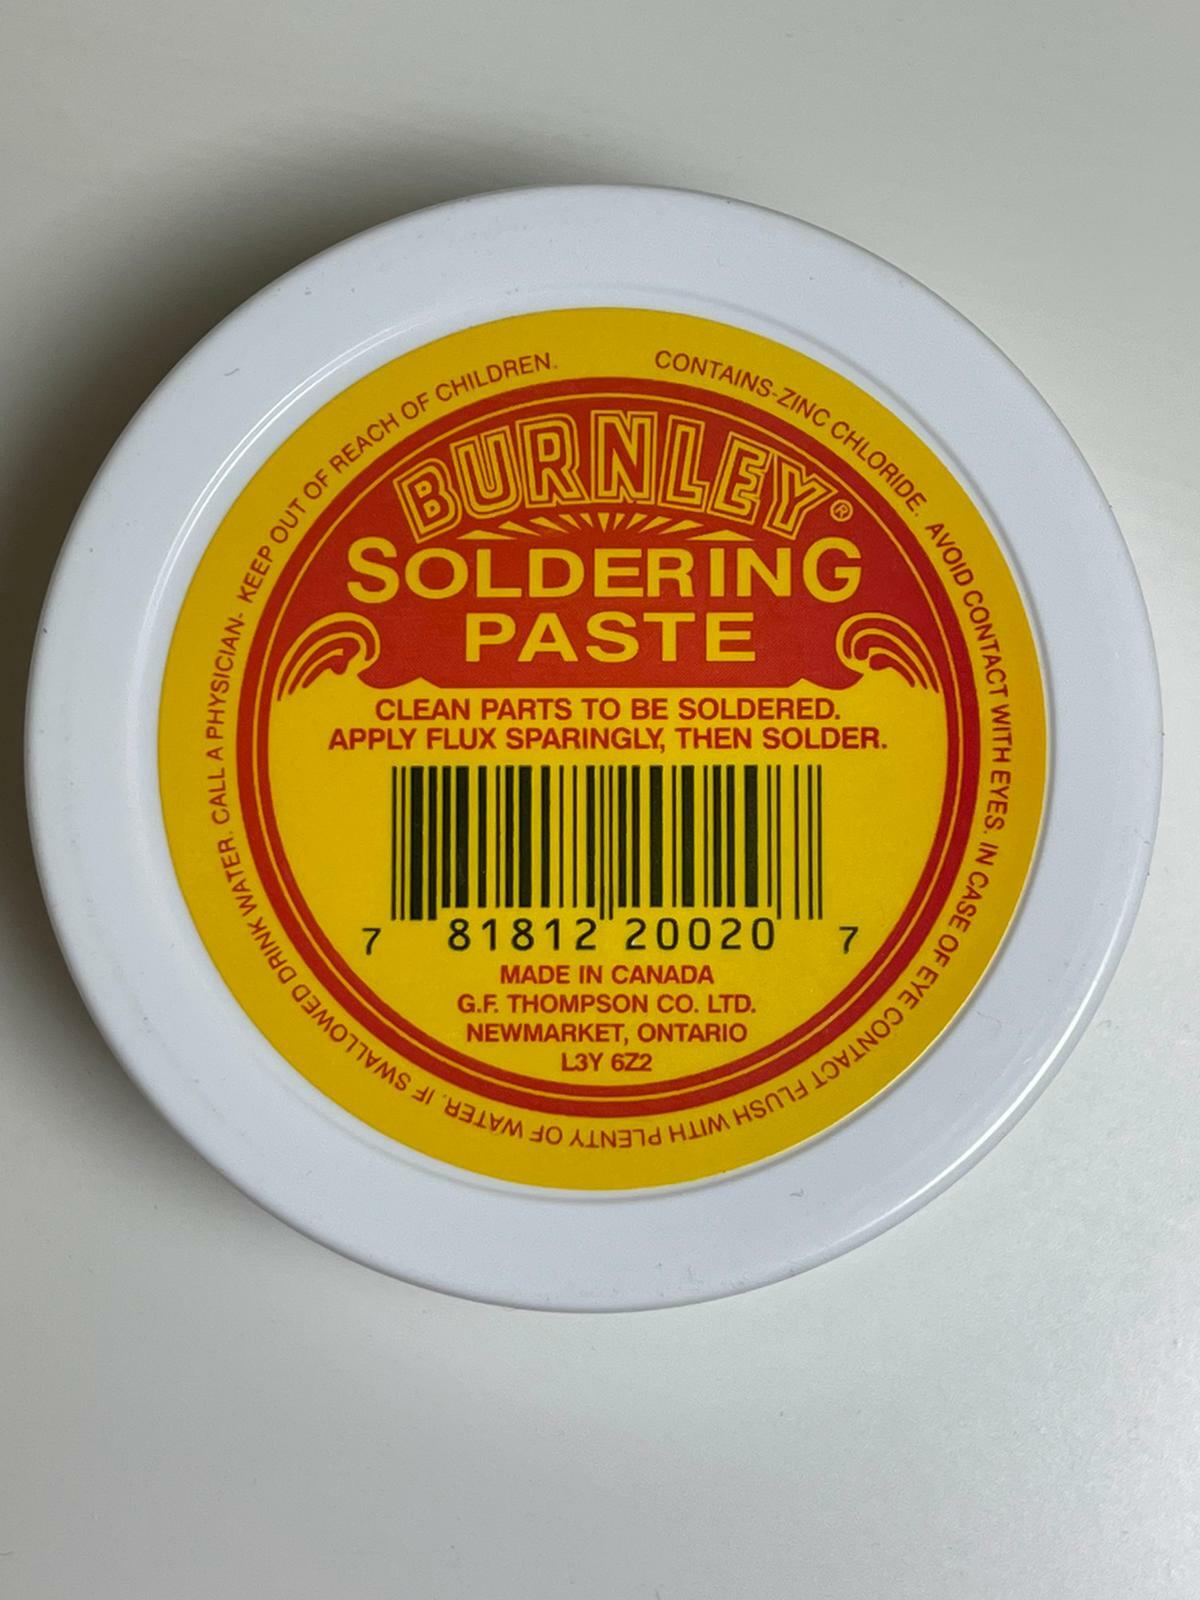 CONTAINS-ZINC CHLORIDE. AVOID CONTACT WITH EYES. IN CASE OF EYE CONTACT FLUSH WITH PLENTY OF WATER. IF SWALLOWED DRINK WATER. CALL A PHYSICIAN- KEEP OUT OF REACH OF CHILDREN.
BURNLEY®
SOLDERING
PASTE
CLEAN PARTS TO BE SOLDERED.
APPLY FLUX SPARINGLY, THEN SOLDER.
7 81812 20020 7
MADE IN CANADA
G.F. THOMPSON CO. LTD.
NEWMARKET, ONTARIO
L3Y 6Z2